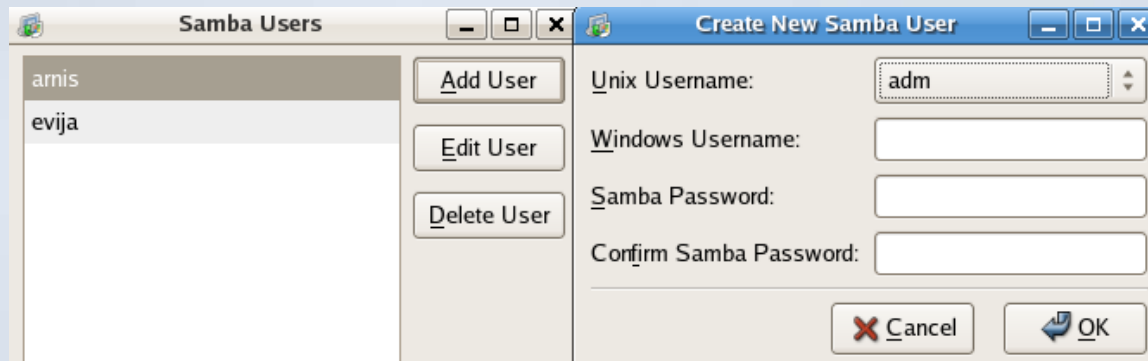 Samba Users
arnis
evija
Add User
Edit User
Delete User
Create New Samba User
Unix Username: adm
Windows Username:
Samba Password:
Confirm Samba Password:
Cancel OK